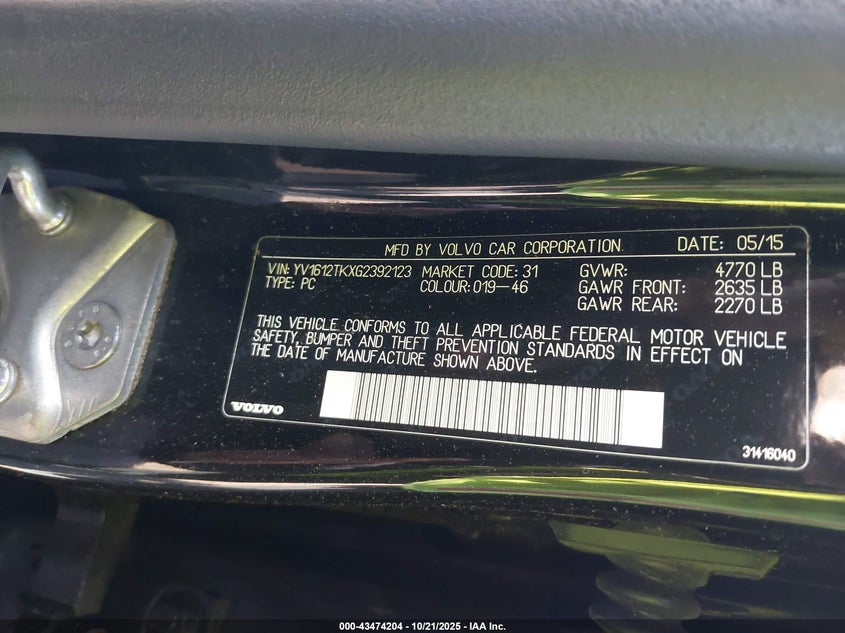 MFD BY VOLVO CAR CORPORATION DATE: 05/15
VIN: YV1612TKXG2392123 MARKET CODE: 31 GVWR: 4770 LB
TYPE: PC COLOUR: 019-46 GAWR FRONT: 2635 LB
GAWR REAR: 2270 LB
THIS VEHICLE CONFORMS TO ALL APPLICABLE FEDERAL MOTOR VEHICLE
SAFETY, BUMPER AND THEFT PREVENTION STANDARDS IN EFFECT ON
THE DATE OF MANUFACTURE SHOWN ABOVE.
VOLVO
31416040
000-43474204 - 10/21/2025 - IAA Inc.